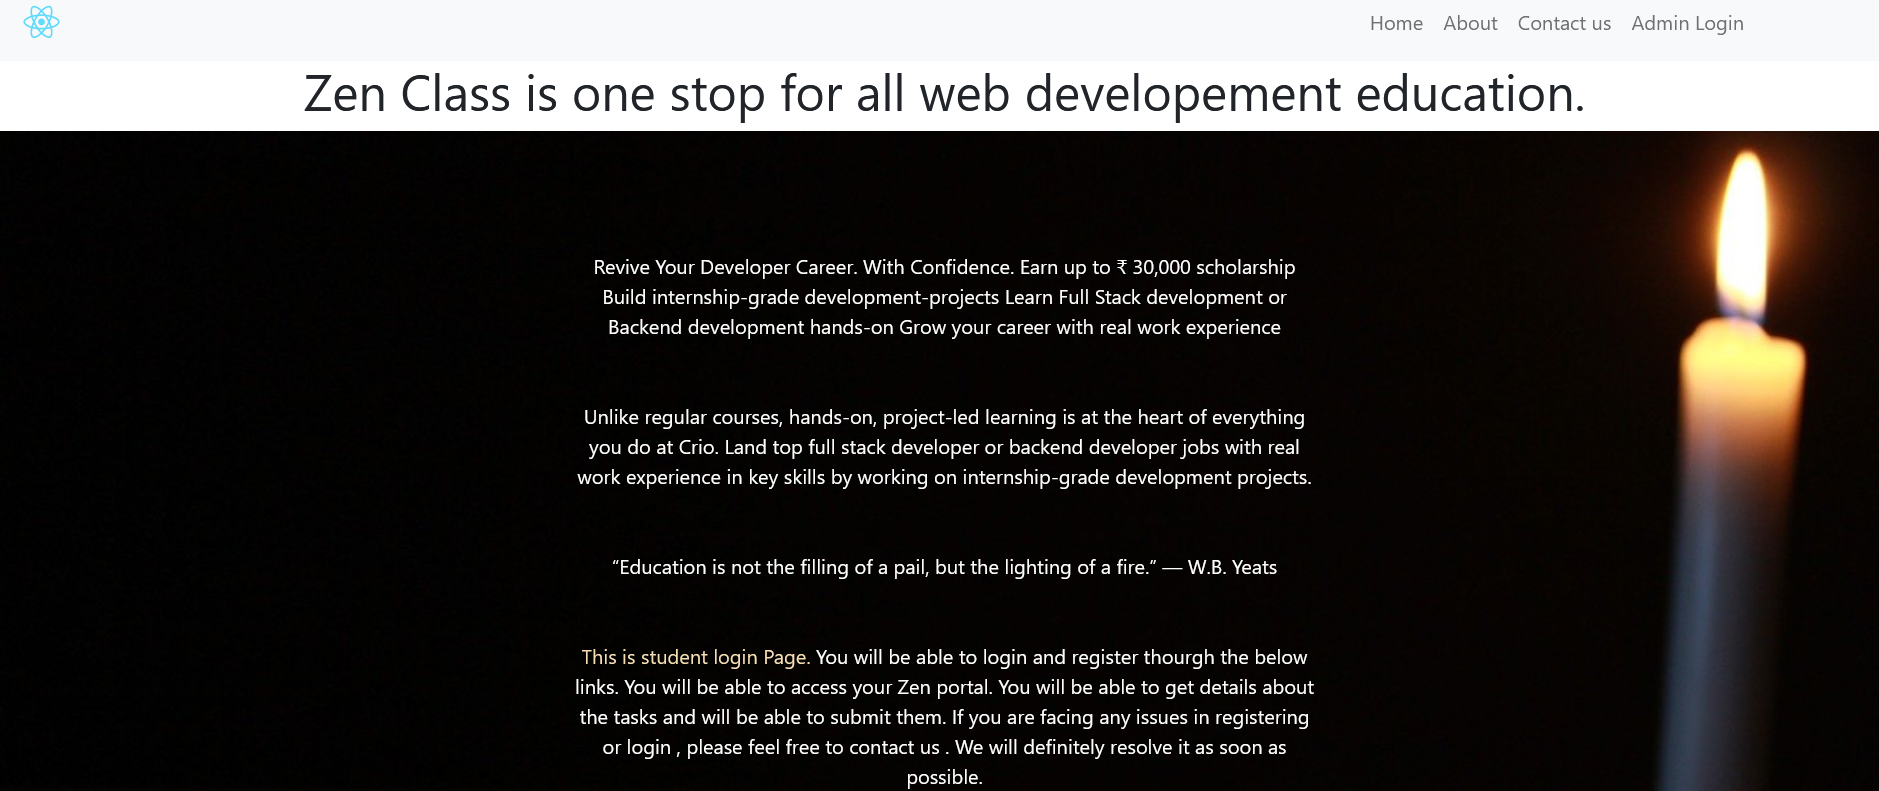 Home About Contact us Admin Login
Zen Class is one stop for all web developement education.
Revive Your Developer Career. With Confidence. Earn up to ₹ 30,000 scholarship
Build internship-grade development-projects Learn Full Stack development or
Backend development hands-on Grow your career with real work experience
Unlike regular courses, hands-on, project-led learning is at the heart of everything
you do at Crio. Land top full stack developer or backend developer jobs with real
work experience in key skills by working on internship-grade development projects.
“Education is not the filling of a pail, but the lighting of a fire.” — W.B. Yeats
This is student login Page. You will be able to login and register thourgh the below
links. You will be able to access your Zen portal. You will be able to get details about
the tasks and will be able to submit them. If you are facing any issues in registering
or login , please feel free to contact us . We will definitely resolve it as soon as
possible.